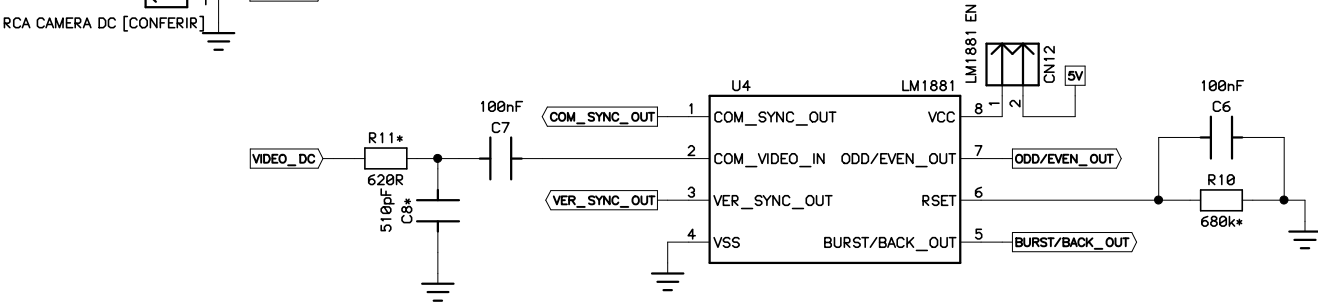 RCA CAMERA DC [CONFERIR]
LM1881 EN
CN12
1
2
5V
U4
LM1881
100nF
C6
100nF
C7
COM_SYNC_OUT
1
COM_SYNC_OUT
VCC
8
R11*
VIDEO_DC
620R
2
COM_VIDEO_IN
ODD/EVEN_OUT
7
ODD/EVEN_OUT
510pF
C8*
VER_SYNC_OUT
3
VER_SYNC_OUT
RSET
6
R10
680k*
4
VSS
BURST/BACK_OUT
5
BURST/BACK_OUT